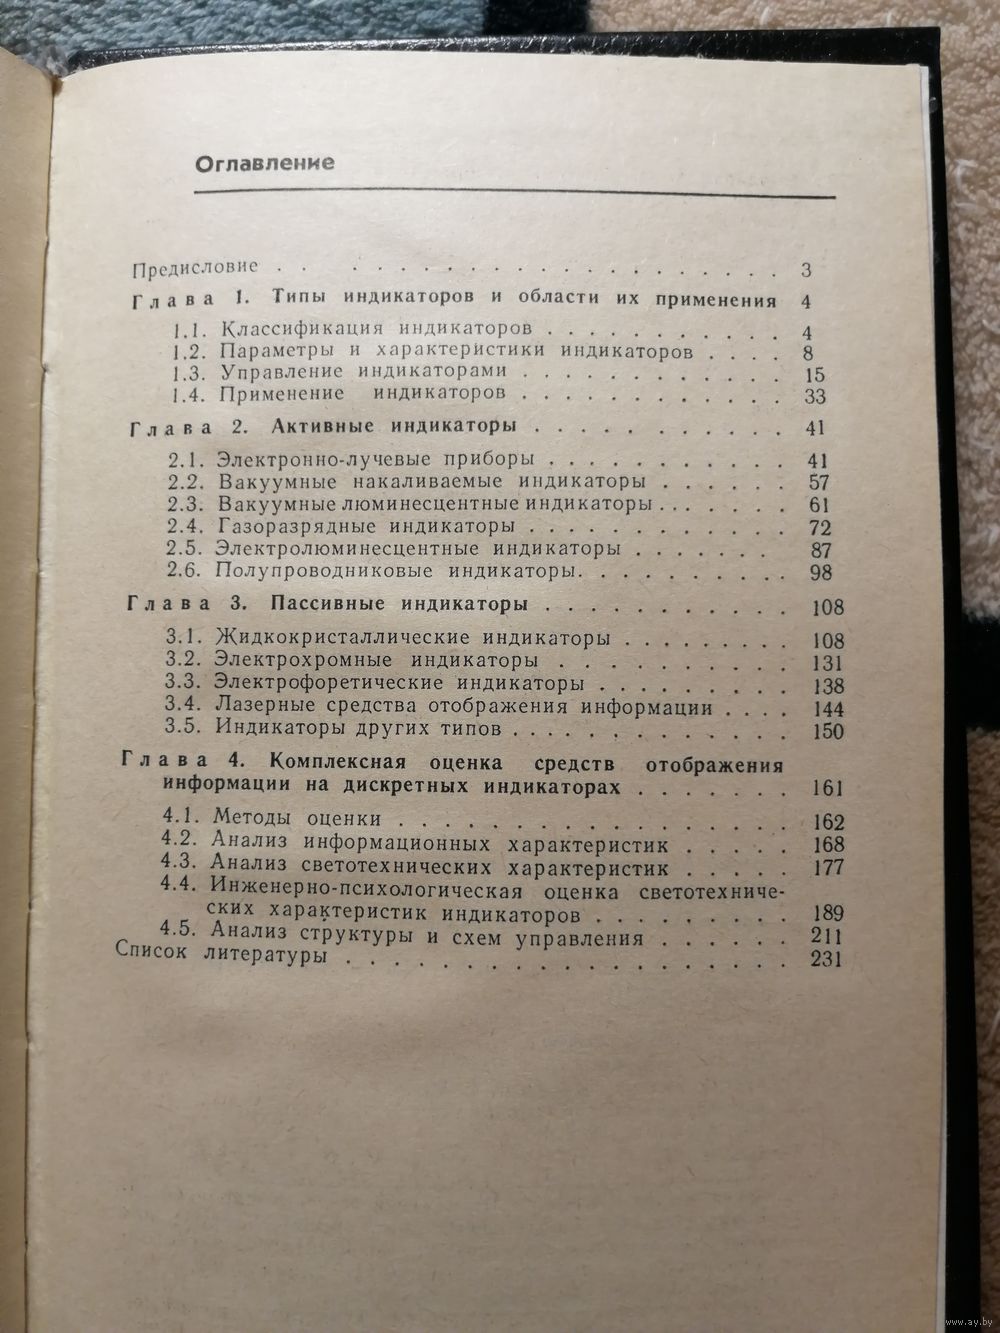 Оглавление
Предисловие . . . . . . . . . . . . . . . . . . . . . . 3
Глава 1. Типы индикаторов и области их применения 4
1.1. Классификация индикаторов . . . . . . . . . . . 4
1.2. Параметры и характеристики индикаторов . . . . 8
1.3. Управление индикаторами . . . . . . . . . . . . 15
1.4. Применение индикаторов . . . . . . . . . . . . 33
Глава 2. Активные индикаторы . . . . . . . . . . . 41
2.1. Электронно-лучевые приборы . . . . . . . . . . . 41
2.2. Вакуумные накаливаемые индикаторы . . . . . . 57
2.3. Вакуумные люминесцентные индикаторы . . . . . . 61
2.4. Газоразрядные индикаторы . . . . . . . . . . . 72
2.5. Электролюминесцентные индикаторы . . . . . . . 87
2.6. Полупроводниковые индикаторы. . . . . . . . . . 98
Глава 3. Пассивные индикаторы . . . . . . . . . . . 108
3.1. Жидкокристаллические индикаторы . . . . . . . 108
3.2. Электрохромные индикаторы . . . . . . . . . . 131
3.3. Электрофоретические индикаторы . . . . . . . . . 138
3.4. Лазерные средства отображения информации . . . . 144
3.5. Индикаторы других типов . . . . . . . . . . . . . 150
Глава 4. Комплексная оценка средств отображения
информации на дискретных индикаторах . . . . . . . 161
4.1. Методы оценки . . . . . . . . . . . . . . . . . 162
4.2. Анализ информационных характеристик . . . . . 168
4.3. Анализ светотехнических характеристик . . . . . 177
4.4. Инженерно-психологическая оценка светотехниче-
ских характеристик индикаторов . . . . . . . . . 189
4.5. Анализ структуры и схем управления . . . . . . 211
Список литературы . . . . . . . . . . . . . . . . . . . 231
www.ay.by